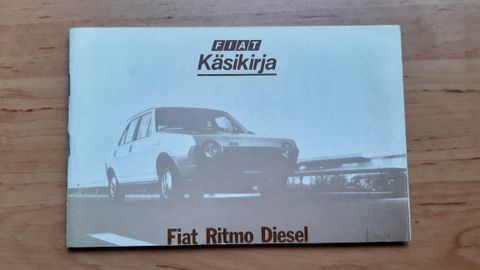 FIAT
Käsikirja
Fiat Ritmo Diesel